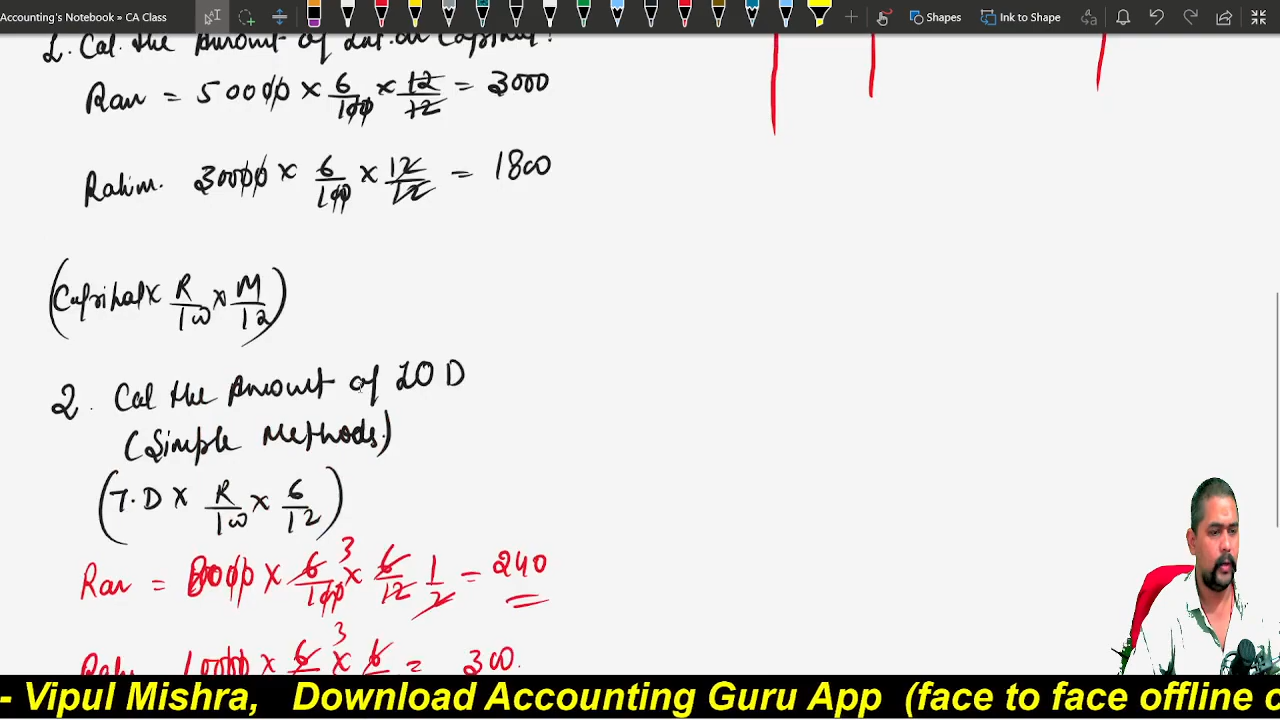 Accounting's Notebook » CA Class
Shapes
Ink to Shape
1. Cal. the Amount of Int. on Capital.
Ram = 50000 × 6/100 × 12/12 = 3000
Rahim. 30000 × 6/100 × 12/12 = 1800
(Capital × R/100 × M/12)
2. Cal the Amount of IOD
(Simple Methods)
(T.D × R/100 × 6/12)
Ram = 8000 × 6/100 3 × 6/12 1/2 = 240
10000 × 6 3 × 6 = 300.
- Vipul Mishra, Download Accounting Guru App (face to face offline c